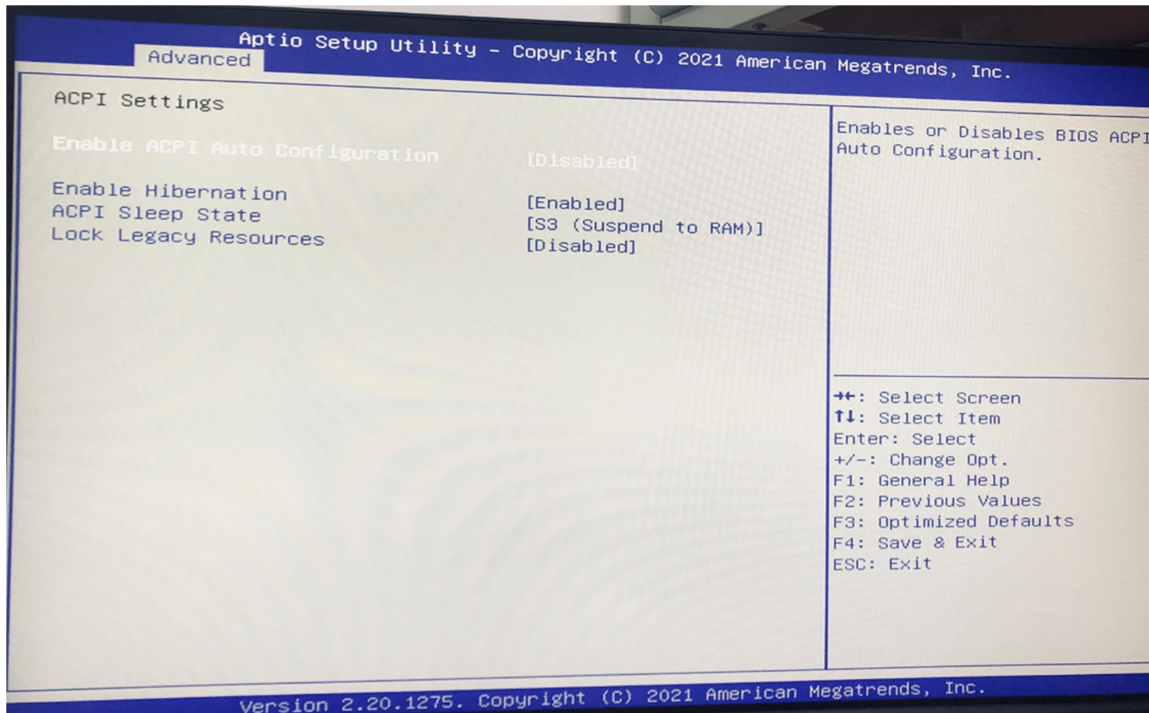 Aptio Setup Utility – Copyright (C) 2021 American Megatrends, Inc.
Advanced
ACPI Settings
Enable ACPI Auto Configuration [Disabled]
Enable Hibernation [Enabled]
ACPI Sleep State [S3 (Suspend to RAM)]
Lock Legacy Resources [Disabled]
Enables or Disables BIOS ACPI
Auto Configuration.
→←: Select Screen
↑↓: Select Item
Enter: Select
+/-: Change Opt.
F1: General Help
F2: Previous Values
F3: Optimized Defaults
F4: Save & Exit
ESC: Exit
Version 2.20.1275. Copyright (C) 2021 American Megatrends, Inc.